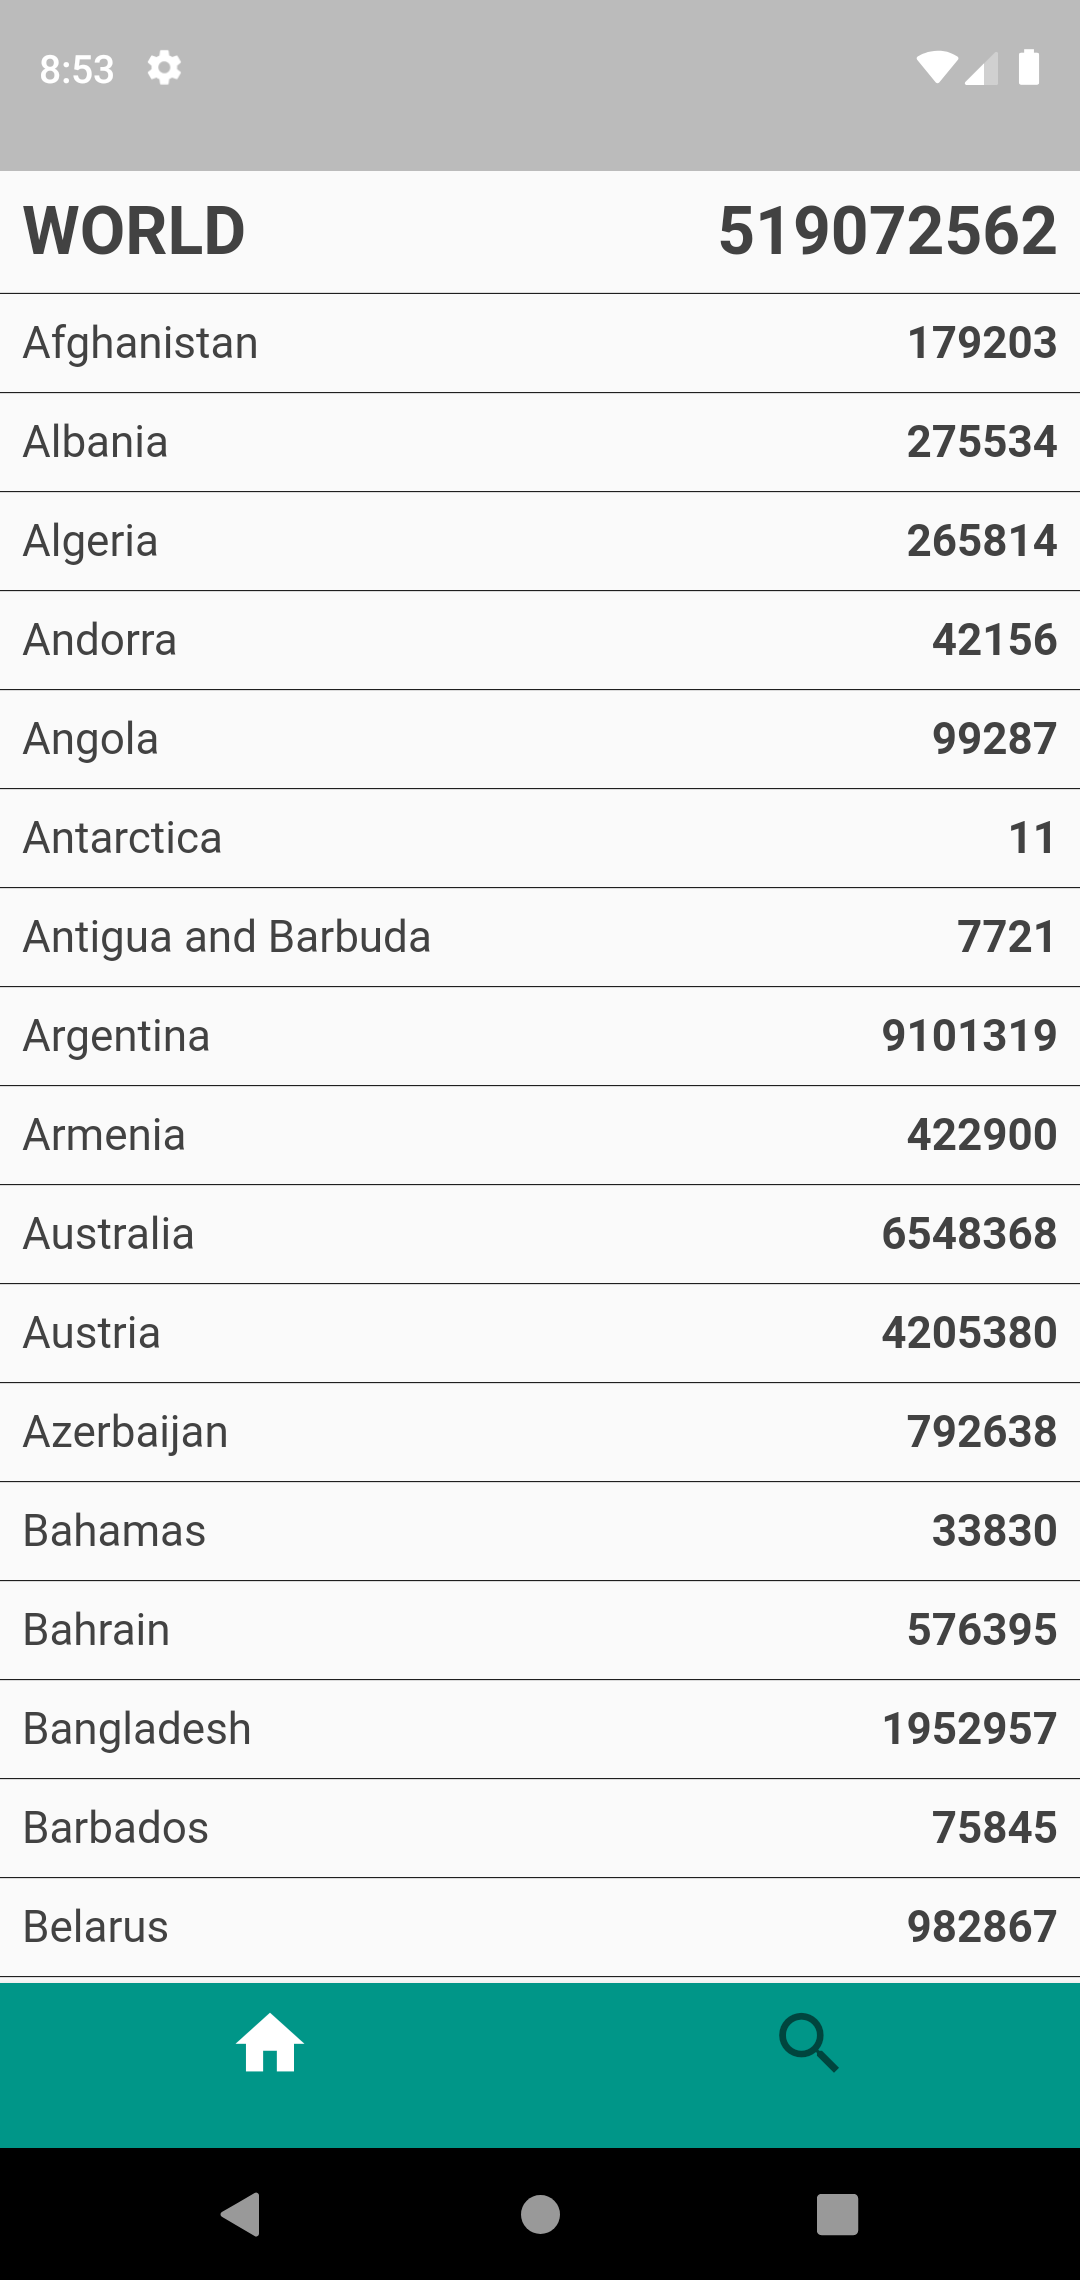 8:53
WORLD 519072562
Afghanistan 179203
Albania 275534
Algeria 265814
Andorra 42156
Angola 99287
Antarctica 11
Antigua and Barbuda 7721
Argentina 9101319
Armenia 422900
Australia 6548368
Austria 4205380
Azerbaijan 792638
Bahamas 33830
Bahrain 576395
Bangladesh 1952957
Barbados 75845
Belarus 982867